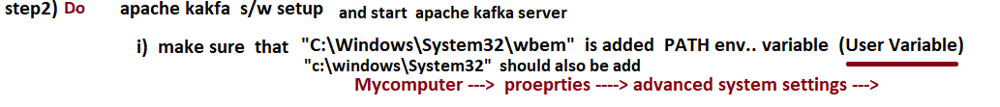 step2) Do apache kakfa s/w setup and start apache kafka server
i) make sure that "C:\Windows\System32\wbem" is added PATH env.. variable (User Variable)
"c:\windows\System32" should also be add
Mycomputer ---> proeprties ----> advanced system settings --->